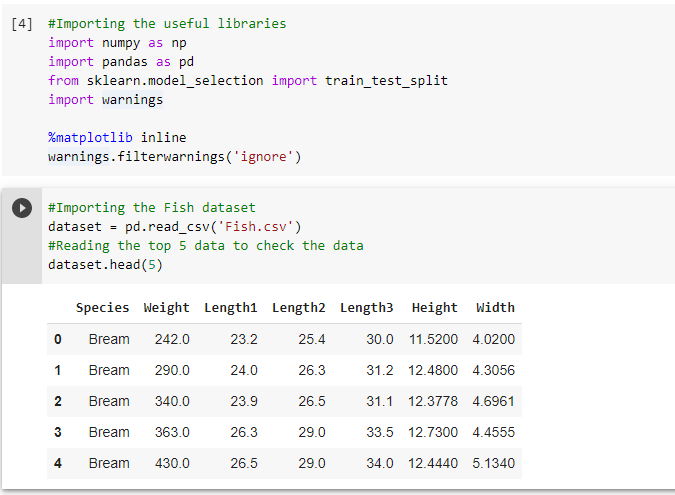 [4] #Importing the useful libraries
import numpy as np
import pandas as pd
from sklearn.model_selection import train_test_split
import warnings
%matplotlib inline
warnings.filterwarnings('ignore')
#Importing the Fish dataset
dataset = pd.read_csv('Fish.csv')
#Reading the top 5 data to check the data
dataset.head(5)
Species Weight Length1 Length2 Length3 Height Width
0 Bream 242.0 23.2 25.4 30.0 11.5200 4.0200
1 Bream 290.0 24.0 26.3 31.2 12.4800 4.3056
2 Bream 340.0 23.9 26.5 31.1 12.3778 4.6961
3 Bream 363.0 26.3 29.0 33.5 12.7300 4.4555
4 Bream 430.0 26.5 29.0 34.0 12.4440 5.1340